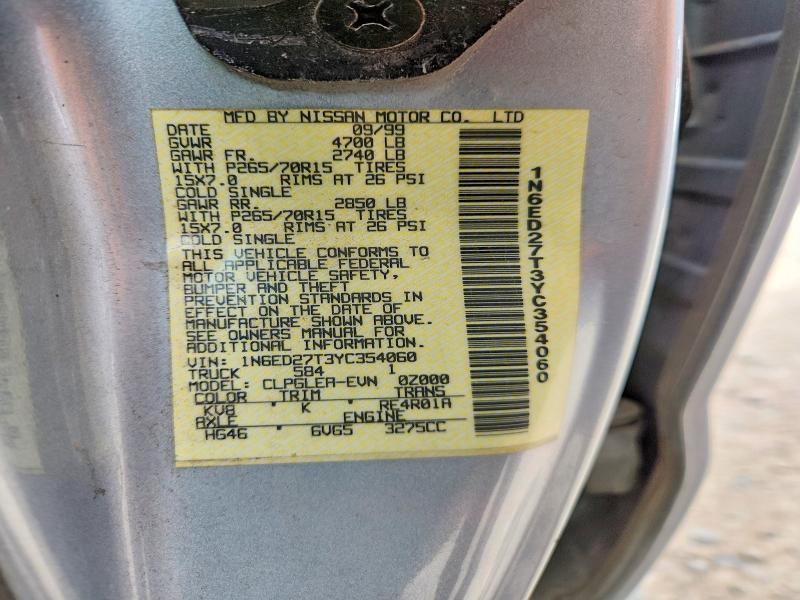 MFD BY NISSAN MOTOR CO. LTD
DATE 09/99
GVWR 4700 LB
GAWR FR. 2740 LB
WITH P265/70R15 TIRES
15X7.0 RIMS AT 26 PSI
COLD SINGLE
GAWR RR. 2850 LB
WITH P265/70R15 TIRES
15X7.0 RIMS AT 26 PSI
COLD SINGLE
THIS VEHICLE CONFORMS TO
ALL APPLICABLE FEDERAL
MOTOR VEHICLE SAFETY,
BUMPER AND THEFT
PREVENTION STANDARDS IN
EFFECT ON THE DATE OF
MANUFACTURE SHOWN ABOVE.
SEE OWNERS MANUAL FOR
ADDITIONAL INFORMATION.
VIN: 1N6ED27T3YC354060
TRUCK 584 1
MODEL: CLPGLEA-EVN 0Z000
COLOR TRIM TRANS
KV8 K RE4R01A
AXLE ENGINE
HG46 6V65 3275CC
1N6ED27T3YC354060